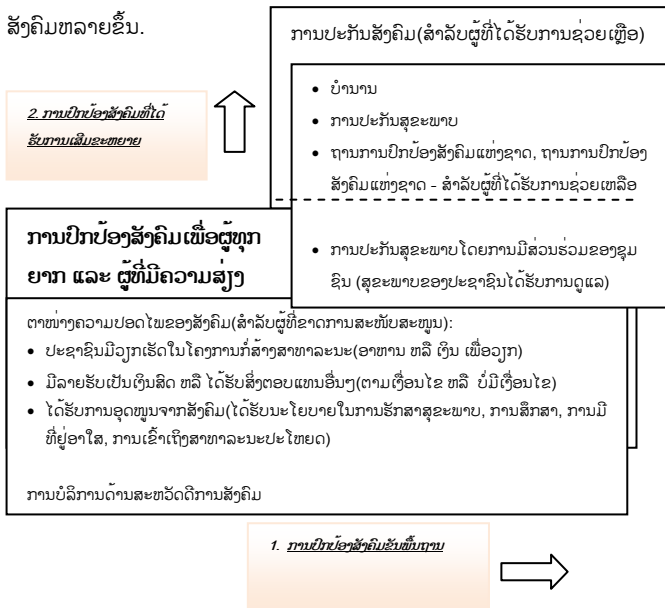 ສັງຄົມຫລາຍຂຶ້ນ.
ການປະກັນສັງຄົມ(ສຳລັບຜູ້ທີ່ໄດ້ຮັບການຊ່ວຍເຫຼືອ)
• ບຳນານ
• ການປະກັນສຸຂະພາບ
• ຖານການປົກປ້ອງສັງຄົມແຫ່ງຊາດ, ຖານການປົກປ້ອງ
ສັງຄົມແຫ່ງຊາດ - ສຳລັບຜູ້ທີ່ໄດ້ຮັບການຊ່ວຍເຫລືອ
• ການປະກັນສຸຂະພາບໂດຍການມີສ່ວນຮ່ວມຂອງຊຸມ
ຊົນ (ສຸຂະພາບຂອງປະຊາຊົນໄດ້ຮັບການດູແລ)
2. ການປົກປ້ອງສັງຄົມທີ່ໄດ້
ຮັບການເສີມຂະຫຍາຍ
ການປົກປ້ອງສັງຄົມເພື່ອຜູ້ທຸກ
ຍາກ ແລະ ຜູ້ທີ່ມີຄວາມສ່ຽງ
ຕາໜ່າງຄວາມປອດໄພຂອງສັງຄົມ(ສຳລັບຜູ້ທີ່ຂາດການສະໜັບສະໜູນ):
• ປະຊາຊົນມີວຽກເຮັດໃນໂຄງການກໍ່ສ້າງສາທາລະນະ(ອາຫານ ຫລື ເງິນ ເພື່ອວຽກ)
• ມີລາຍຮັບເປັນເງິນສົດ ຫລື ໄດ້ຮັບສິ່ງຕອບແທນອື່ນໆ(ຕາມເງື່ອນໄຂ ຫລື ບໍ່ມີເງື່ອນໄຂ)
• ໄດ້ຮັບການອຸດໜູນຈາກສັງຄົມ(ໄດ້ຮັບນະໂຍບາຍໃນການຮັກສາສຸຂະພາບ, ການສຶກສາ, ການມີ
ທີ່ຢູ່ອາໃສ, ການເຂົ້າເຖິງສາທາລະນະປະໂຫຍດ)
ການບໍລິການດ້ານສະຫວັດດີການສັງຄົມ
1. ການປົກປ້ອງສັງຄົມຂັນພື້ນຖານ